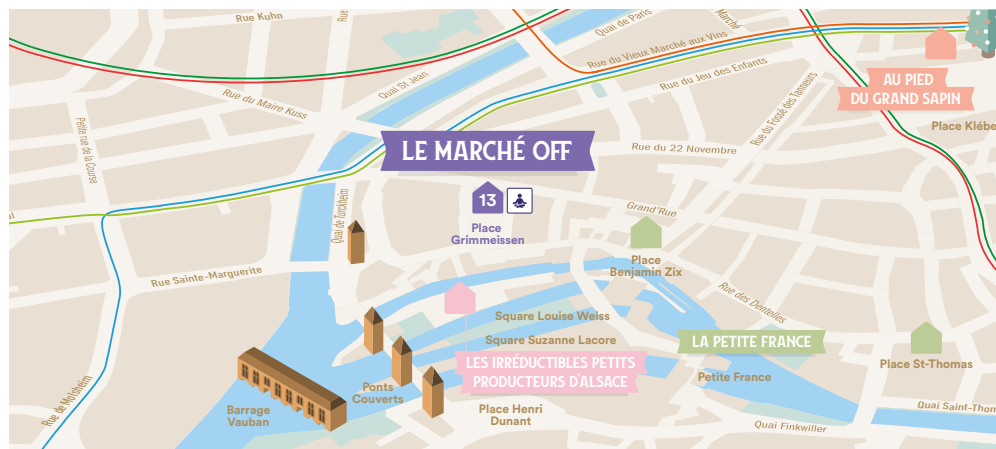 Rue Kuhn
Rue
Quai de Paris
Marché
Rue du Vieux Marché aux Vins
Rue du Jeu des Enfants
Quai St Jean
Rue du Maire Kuss
Rue du Fossé des Tanneurs
AU PIED
DU GRAND SAPIN
Place Klébe
Petite rue de la Course
LE MARCHÉ OFF
Rue du 22 Novembre
13
Place
Grimmeissen
Quai de Turckheim
Grand'Rue
Place
Benjamin Zix
Rue Sainte-Marguerite
Rue des Dentelles
Square Louise Weiss
Square Suzanne Lacore
LA PETITE FRANCE
LES IRRÉDUCTIBLES PETITS
PRODUCTEURS D'ALSACE
Place St-Thomas
Petite France
Ponts
Couverts
Rue de Molsheim
Barrage
Vauban
Place Henri
Dunant
Quai Saint-Thom
Quai Finkwiller